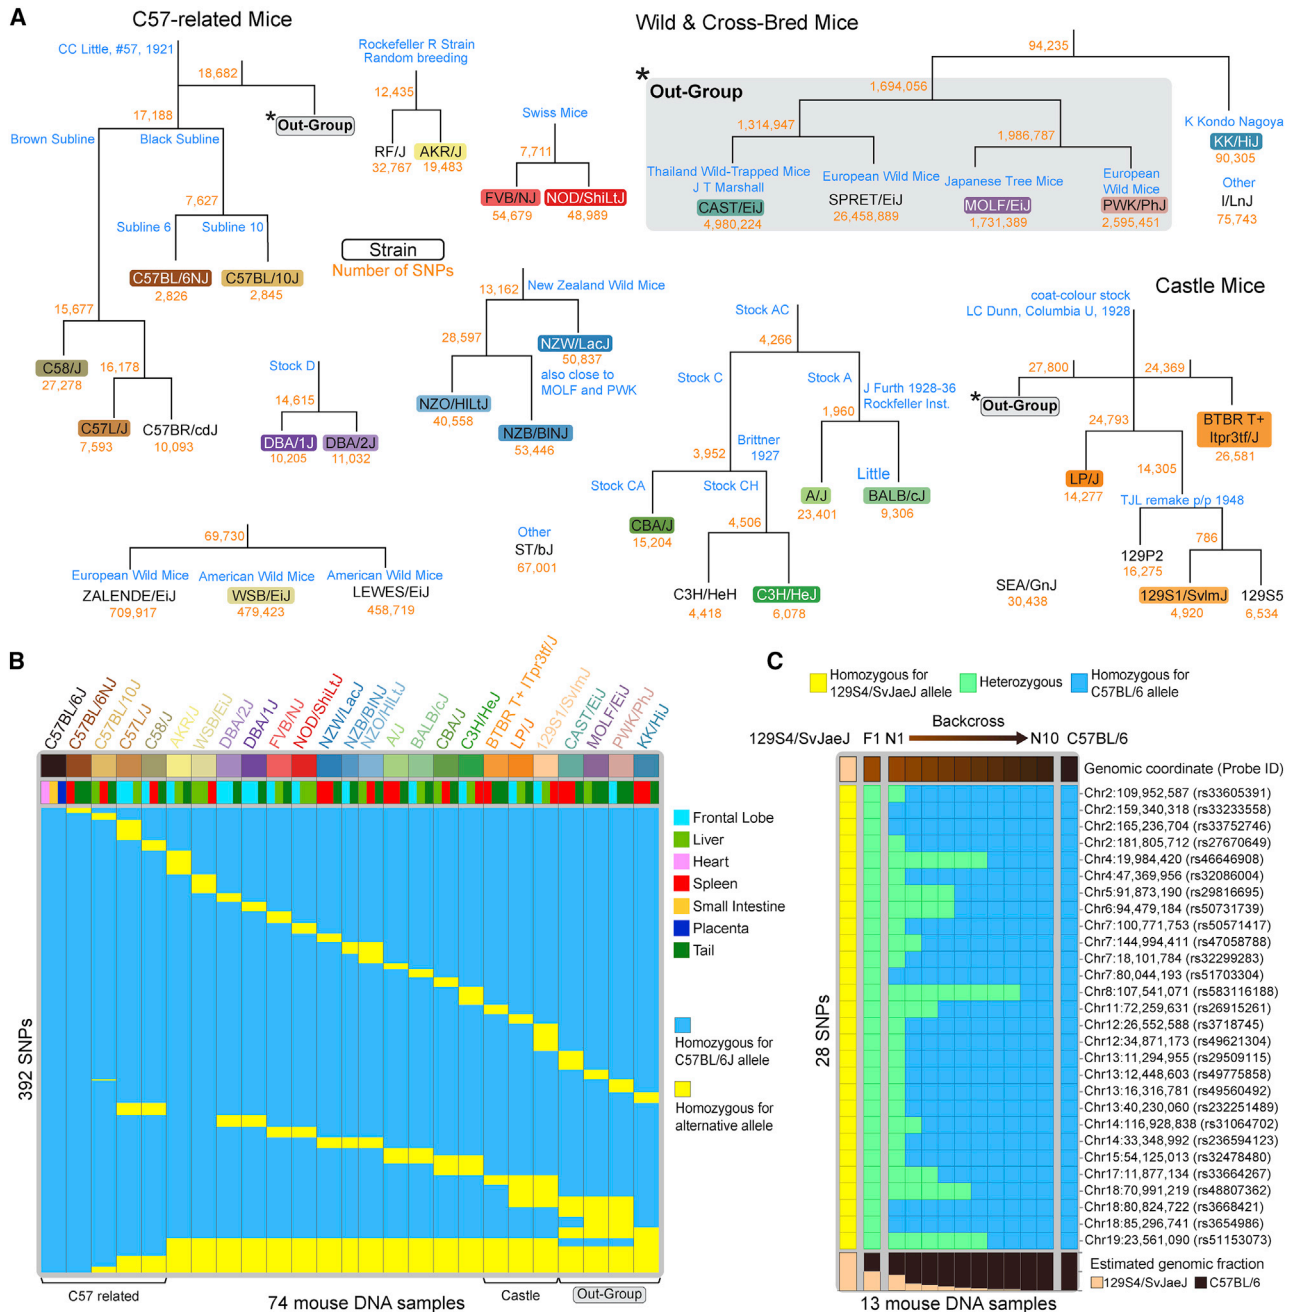 A
C57-related Mice
CC Little, #57, 1921
18,682
*
Out-Group
17,188
Brown Subline
Black Subline
7,627
Subline 6
Subline 10
C57BL/6NJ
2,826
C57BL/10J
2,845
15,677
C58/J
27,278
16,178
C57L/J
7,593
C57BR/cdJ
10,093
Rockefeller R Strain
Random breeding
12,435
RF/J
32,767
AKR/J
19,483
Swiss Mice
7,711
FVB/NJ
54,679
NOD/ShiLtJ
48,989
Strain
Number of SNPs
Stock D
14,615
DBA/1J
10,205
DBA/2J
11,032
13,162
New Zealand Wild Mice
28,597
NZW/LacJ
50,837
also close to
MOLF and PWK
NZO/HILtJ
40,558
NZB/BINJ
53,446
69,730
European Wild Mice
ZALENDE/EiJ
709,917
American Wild Mice
WSB/EiJ
479,423
American Wild Mice
LEWES/EiJ
458,719
Other
ST/bJ
67,001
Wild & Cross-Bred Mice
94,235
*
Out-Group
1,694,056
1,314,947
1,986,787
Thailand Wild-Trapped Mice
J T Marshall
CAST/EiJ
4,980,224
European Wild Mice
SPRET/EiJ
26,458,889
Japanese Tree Mice
MOLF/EiJ
1,731,389
European
Wild Mice
PWK/PhJ
2,595,451
K Kondo Nagoya
KK/HiJ
90,305
Other
I/LnJ
75,743
Stock AC
4,266
Stock C
Stock A
J Furth 1928-36
Rockfeller Inst.
1,960
3,952
Brittner
1927
Little
Stock CA
Stock CH
A/J
23,401
BALB/cJ
9,306
CBA/J
15,204
4,506
C3H/HeH
4,418
C3H/HeJ
6,078
Castle Mice
coat-colour stock
LC Dunn, Columbia U, 1928
27,800
24,369
*
Out-Group
24,793
BTBR T+
Itpr3tf/J
26,581
LP/J
14,277
14,305
TJL remake p/p 1948
786
129P2
16,275
129S1/SvImJ
4,920
129S5
6,534
SEA/GnJ
30,438
B
C57BL/6J
C57BL/6NJ
C57BL/10J
C57L/J
C58/J
AKR/J
WSB/EiJ
DBA/2J
DBA/1J
FVB/NJ
NOD/ShiLtJ
NZW/LacJ
NZB/BINJ
NZO/HILtJ
A/J
BALB/cJ
CBA/J
C3H/HeJ
BTBR T+ ITpr3tf/J
LP/J
129S1/SvImJ
CAST/EiJ
MOLF/EiJ
PWK/PhJ
KK/HiJ
392 SNPs
Frontal Lobe
Liver
Heart
Spleen
Small Intestine
Placenta
Tail
Homozygous for
C57BL/6J allele
Homozygous for
alternative allele
C57 related
74 mouse DNA samples
Castle
Out-Group
C
Homozygous for
129S4/SvJaeJ allele
Heterozygous
Homozygous for
C57BL/6 allele
Backcross
129S4/SvJaeJ F1 N1 N10 C57BL/6
Genomic coordinate (Probe ID)
28 SNPs
Chr2:109,952,587 (rs33605391)
Chr2:159,340,318 (rs33233558)
Chr2:165,236,704 (rs33752746)
Chr2:181,805,712 (rs27670649)
Chr4:19,984,420 (rs46646908)
Chr4:47,369,956 (rs32086004)
Chr5:91,873,190 (rs29816695)
Chr6:94,479,184 (rs50731739)
Chr7:100,771,753 (rs50571417)
Chr7:144,994,411 (rs47058788)
Chr7:18,101,784 (rs32299283)
Chr7:80,044,193 (rs51703304)
Chr8:107,541,071 (rs583116188)
Chr11:72,259,631 (rs26915261)
Chr12:26,552,588 (rs3718745)
Chr12:34,871,173 (rs49621304)
Chr13:11,294,955 (rs29509115)
Chr13:12,448,603 (rs49775858)
Chr13:16,316,781 (rs49560492)
Chr13:40,230,060 (rs232251489)
Chr14:116,928,838 (rs31064702)
Chr14:33,348,992 (rs236594123)
Chr15:54,125,013 (rs32478480)
Chr17:11,877,134 (rs33664267)
Chr18:70,991,219 (rs48807362)
Chr18:80,824,722 (rs3668421)
Chr18:85,296,741 (rs3654986)
Chr19:23,561,090 (rs51153073)
Estimated genomic fraction
129S4/SvJaeJ
C57BL/6
13 mouse DNA samples